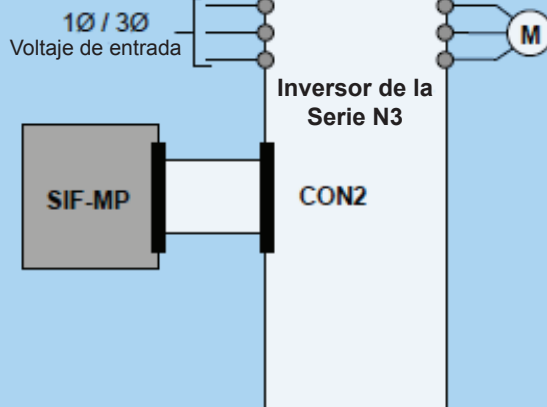 1Ø / 3Ø
Voltaje de entrada
M
Inversor de la
Serie N3
SIF-MP
CON2